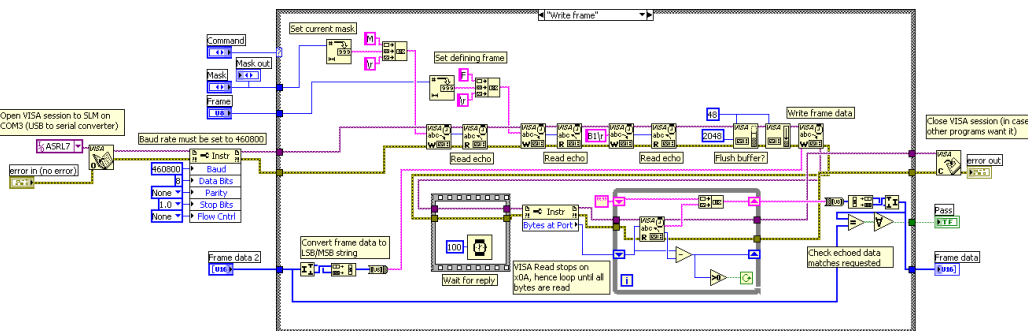 "Write frame"
Set current mask
Command
M
?
Mask out
\r
Set defining frame
Mask
F
Frame
\r
U8
48
Write frame data
Open VISA session to SLM on
COM3 (USB to serial converter)
Baud rate must be set to 460800
B1\r
2048
Close VISA session (in case
other programs want it)
ASRL7
Read echo
Read echo
Read echo
Flush buffer?
Instr
error in (no error)
error out
460800
Baud
8
Data Bits
None
Parity
1.0
Stop Bits
None
Flow Cntrl
Instr
Bytes at Port
Pass
TF
100
Convert frame data to
LSB/MSB string
Check echoed data
matches requested
Frame data 2
U16
VISA Read stops on
x0A, hence loop until all
bytes are read
Wait for reply
i
Frame data
U16